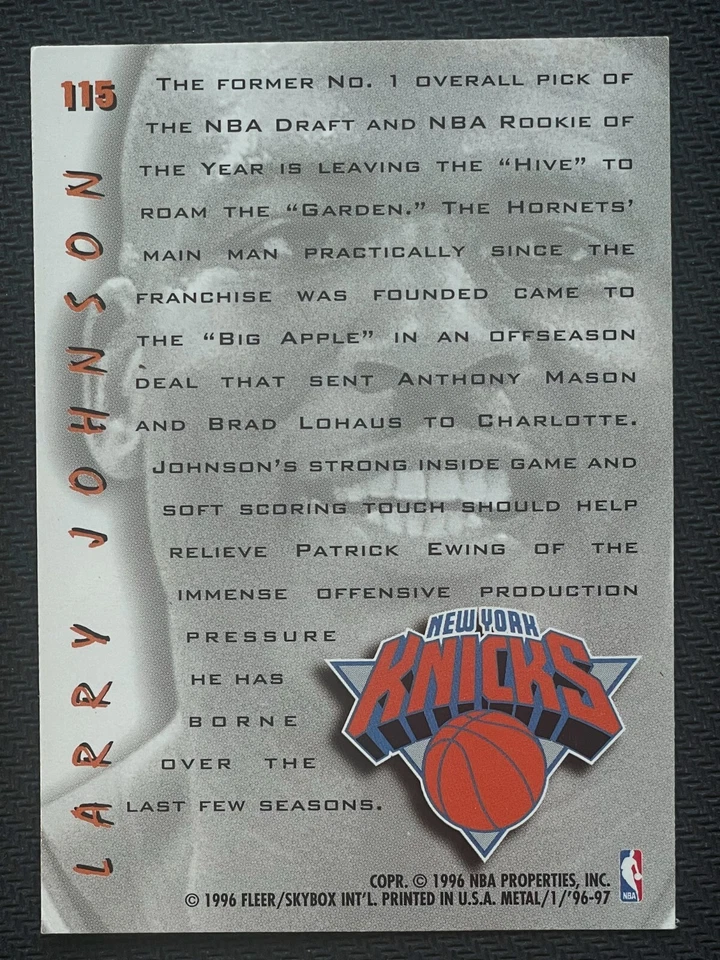 115
The former No. 1 overall pick of
the NBA Draft and NBA Rookie of
the Year is leaving the “Hive” to
roam the “Garden.” The Hornets’
main man practically since the
franchise was founded came to
the “Big Apple” in an offseason
deal that sent Anthony Mason
and Brad Lohaus to Charlotte.
Johnson’s strong inside game and
soft scoring touch should help
relieve Patrick Ewing of the
immense offensive production
pressure
he has
borne
over the
last few seasons.
LARRY JOHNSON
NEW YORK
KNICKS
COPR. © 1996 NBA PROPERTIES, INC.
© 1996 FLEER/SKYBOX INT’L. PRINTED IN U.S.A. METAL/1/’96-97
NBA